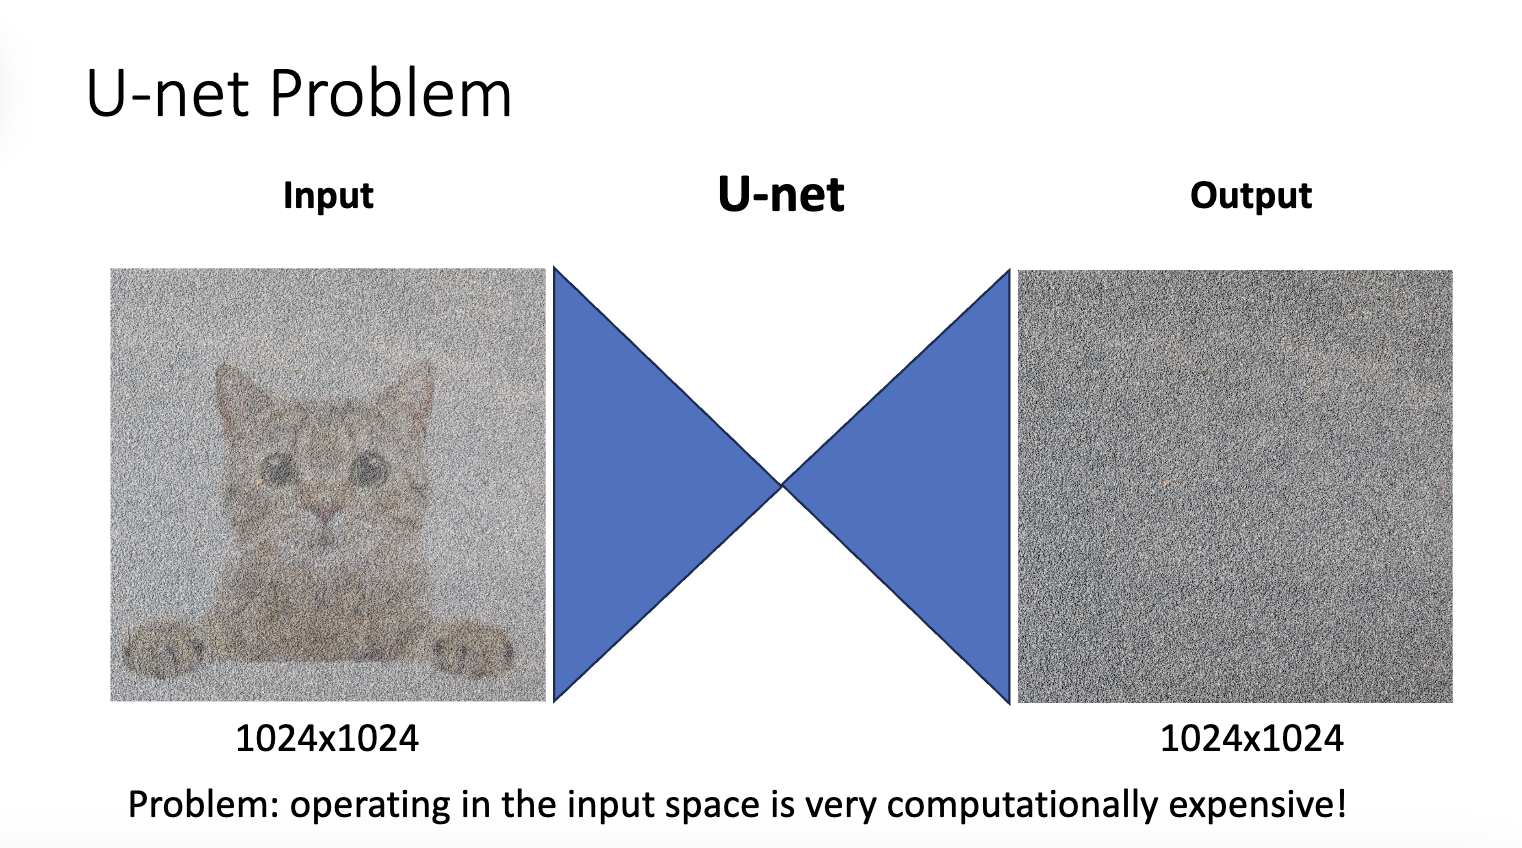 U-net Problem
Input
U-net
Output
1024x1024
1024x1024
Problem: operating in the input space is very computationally expensive!